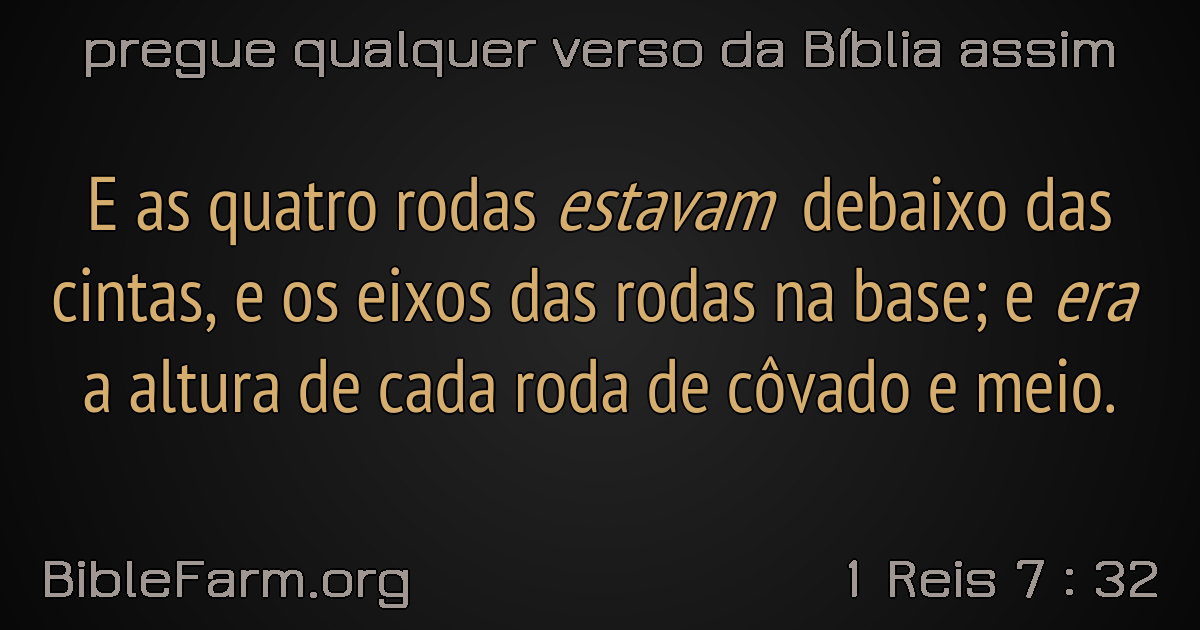 pregue qualquer verso da Bíblia assim
E as quatro rodas estavam debaixo das
cintas, e os eixos das rodas na base; e era
a altura de cada roda de côvado e meio.
BibleFarm.org
1 Reis 7 : 32